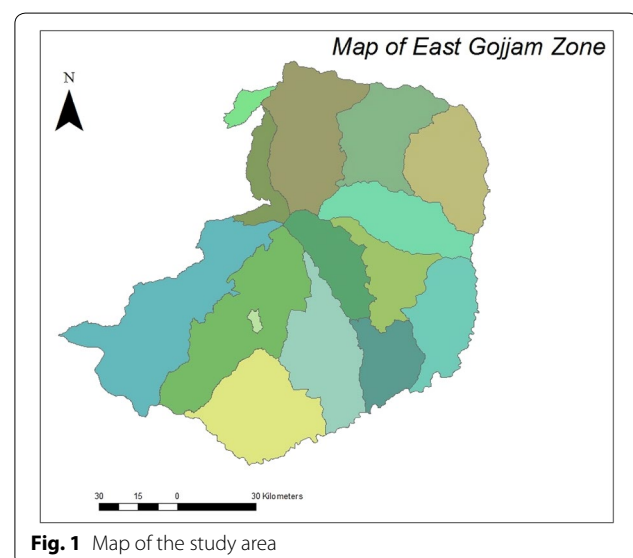 Map of East Gojjam Zone
N
30 15 0 30 Kilometers
Fig. 1 Map of the study area